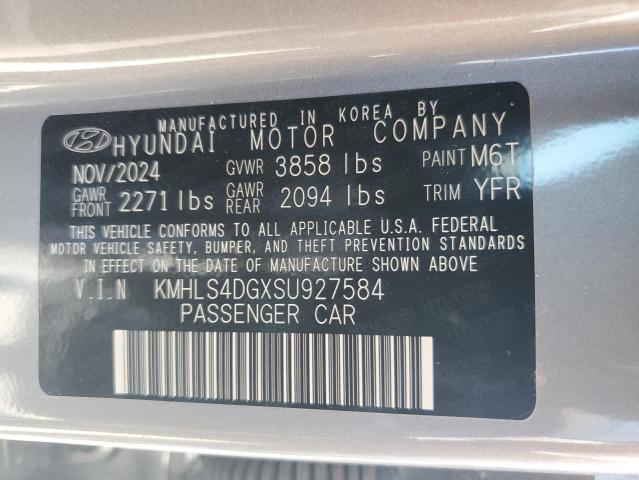 MANUFACTURED IN KOREA BY
HYUNDAI MOTOR COMPANY
NOV/2024 GVWR 3858 lbs PAINT M6T
GAWR FRONT 2271 lbs GAWR REAR 2094 lbs TRIM YFR
THIS VEHICLE CONFORMS TO ALL APPLICABLE U.S.A. FEDERAL
MOTOR VEHICLE SAFETY, BUMPER, AND THEFT PREVENTION STANDARDS
IN EFFECT ON THE DATE OF MANUFACTURE SHOWN ABOVE
V.I.N KMHLS4DGXSU927584
PASSENGER CAR